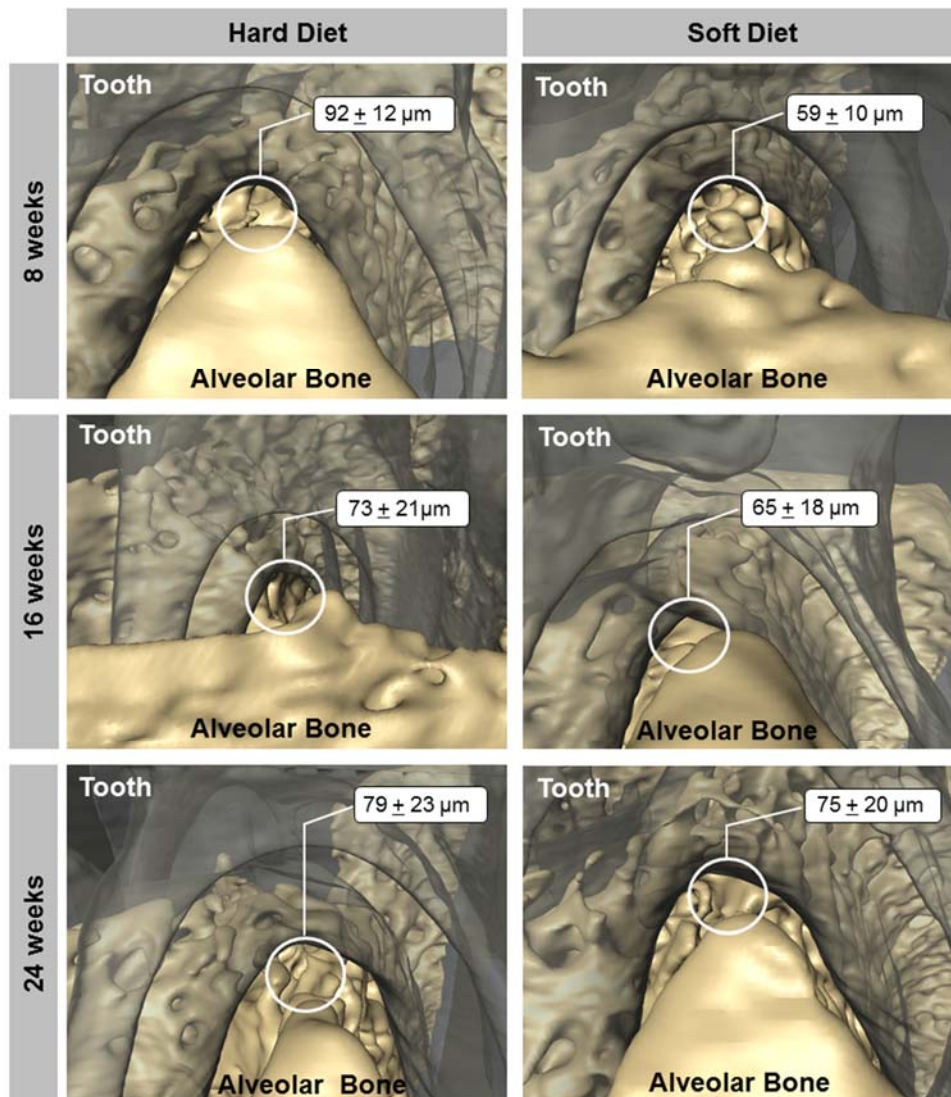 Hard Diet
Soft Diet
8 weeks
Tooth
92 ± 12 µm
Alveolar Bone
Tooth
59 ± 10 µm
Alveolar Bone
16 weeks
Tooth
73 ± 21µm
Alveolar Bone
Tooth
65 ± 18 µm
Alveolar Bone
24 weeks
Tooth
79 ± 23 µm
Alveolar Bone
Tooth
75 ± 20 µm
Alveolar Bone